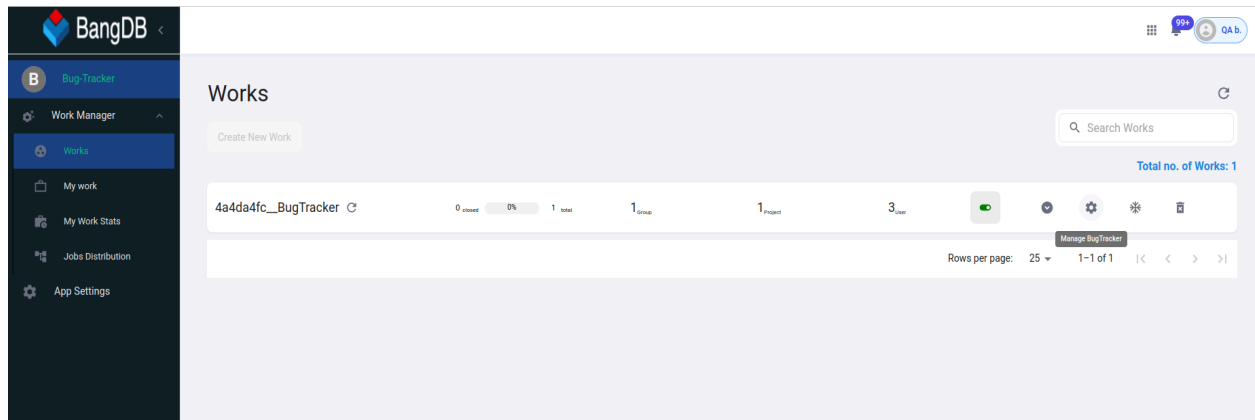 BangDB
99+
QA b.
B
Bug-Tracker
Work Manager
Works
My work
My Work Stats
Jobs Distribution
App Settings
Works
Create New Work
Search Works
Total no. of Works: 1
4a4da4fc__BugTracker 0 closed 0% 1 total 1 Group 1 Project 3 User
Manage BugTracker
Rows per page: 25 1–1 of 1